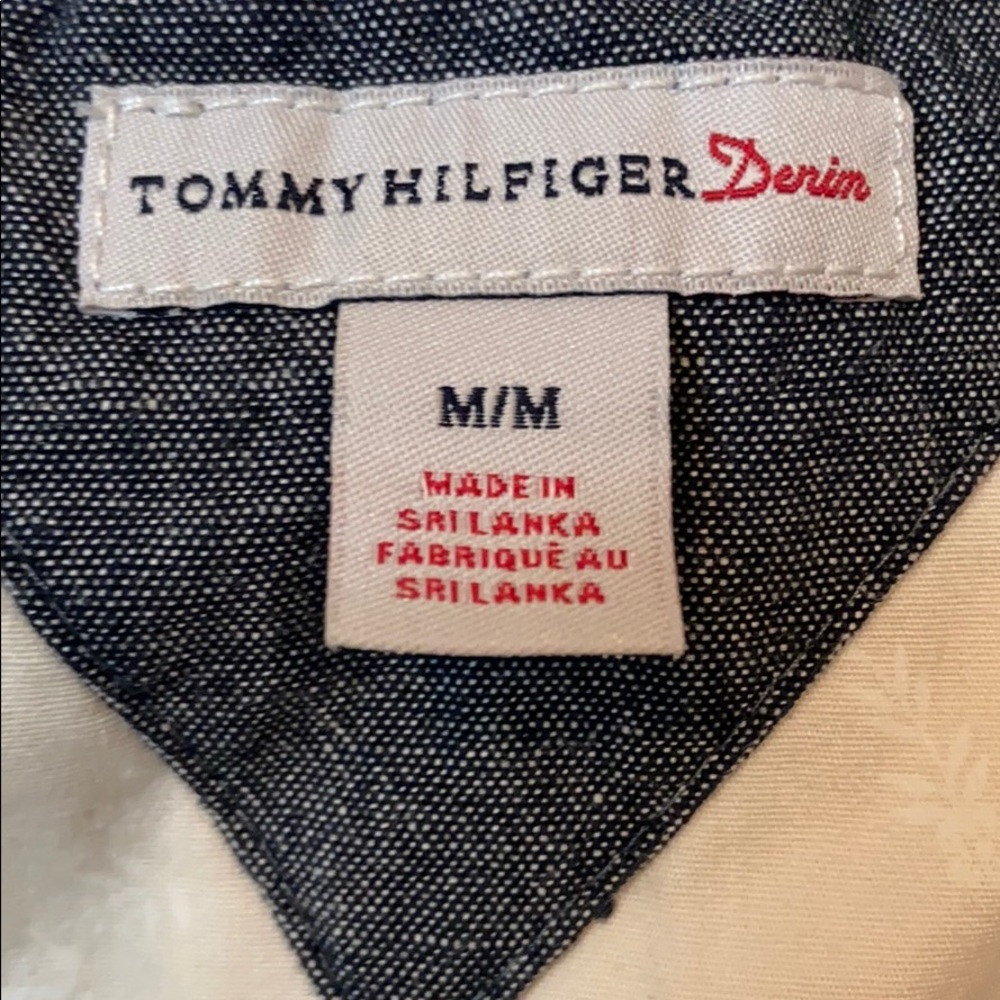 TOMMY HILFIGER Denim
M/M
MADE IN
SRI LANKA
FABRIQUÉ AU
SRI LANKA